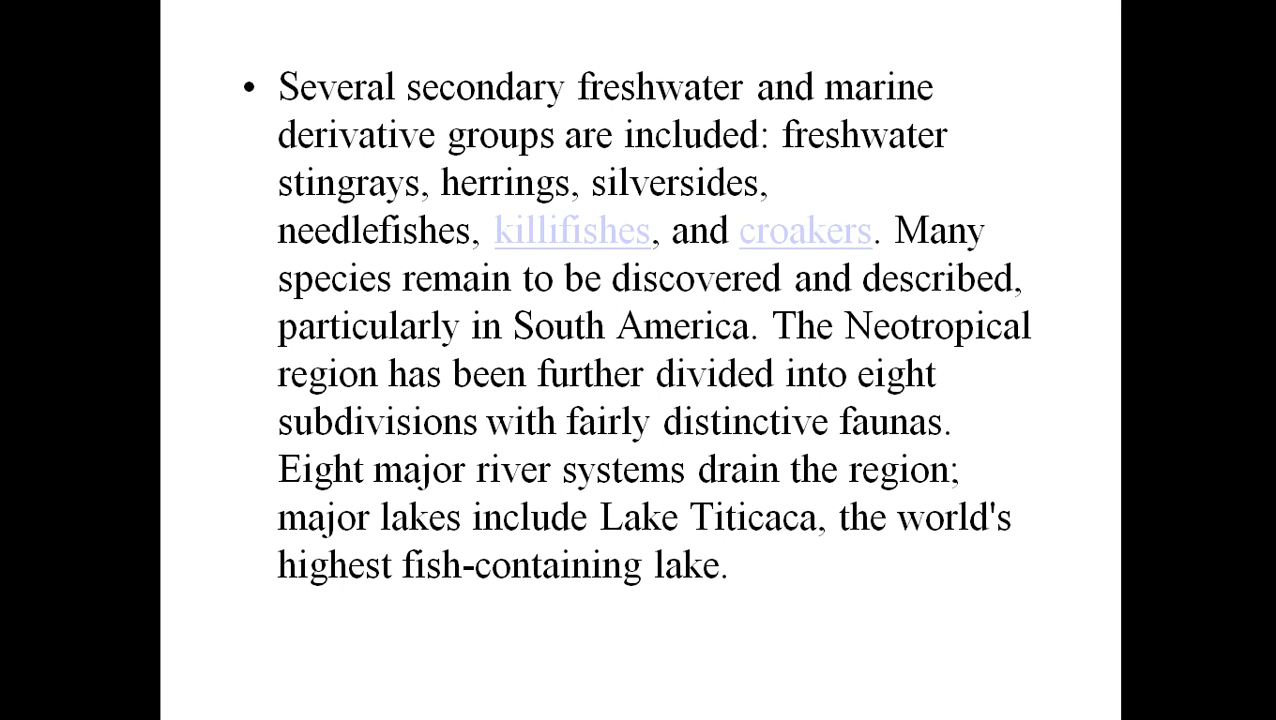 • Several secondary freshwater and marine
derivative groups are included: freshwater
stingrays, herrings, silversides,
needlefishes, killifishes, and croakers. Many
species remain to be discovered and described,
particularly in South America. The Neotropical
region has been further divided into eight
subdivisions with fairly distinctive faunas.
Eight major river systems drain the region;
major lakes include Lake Titicaca, the world's
highest fish-containing lake.